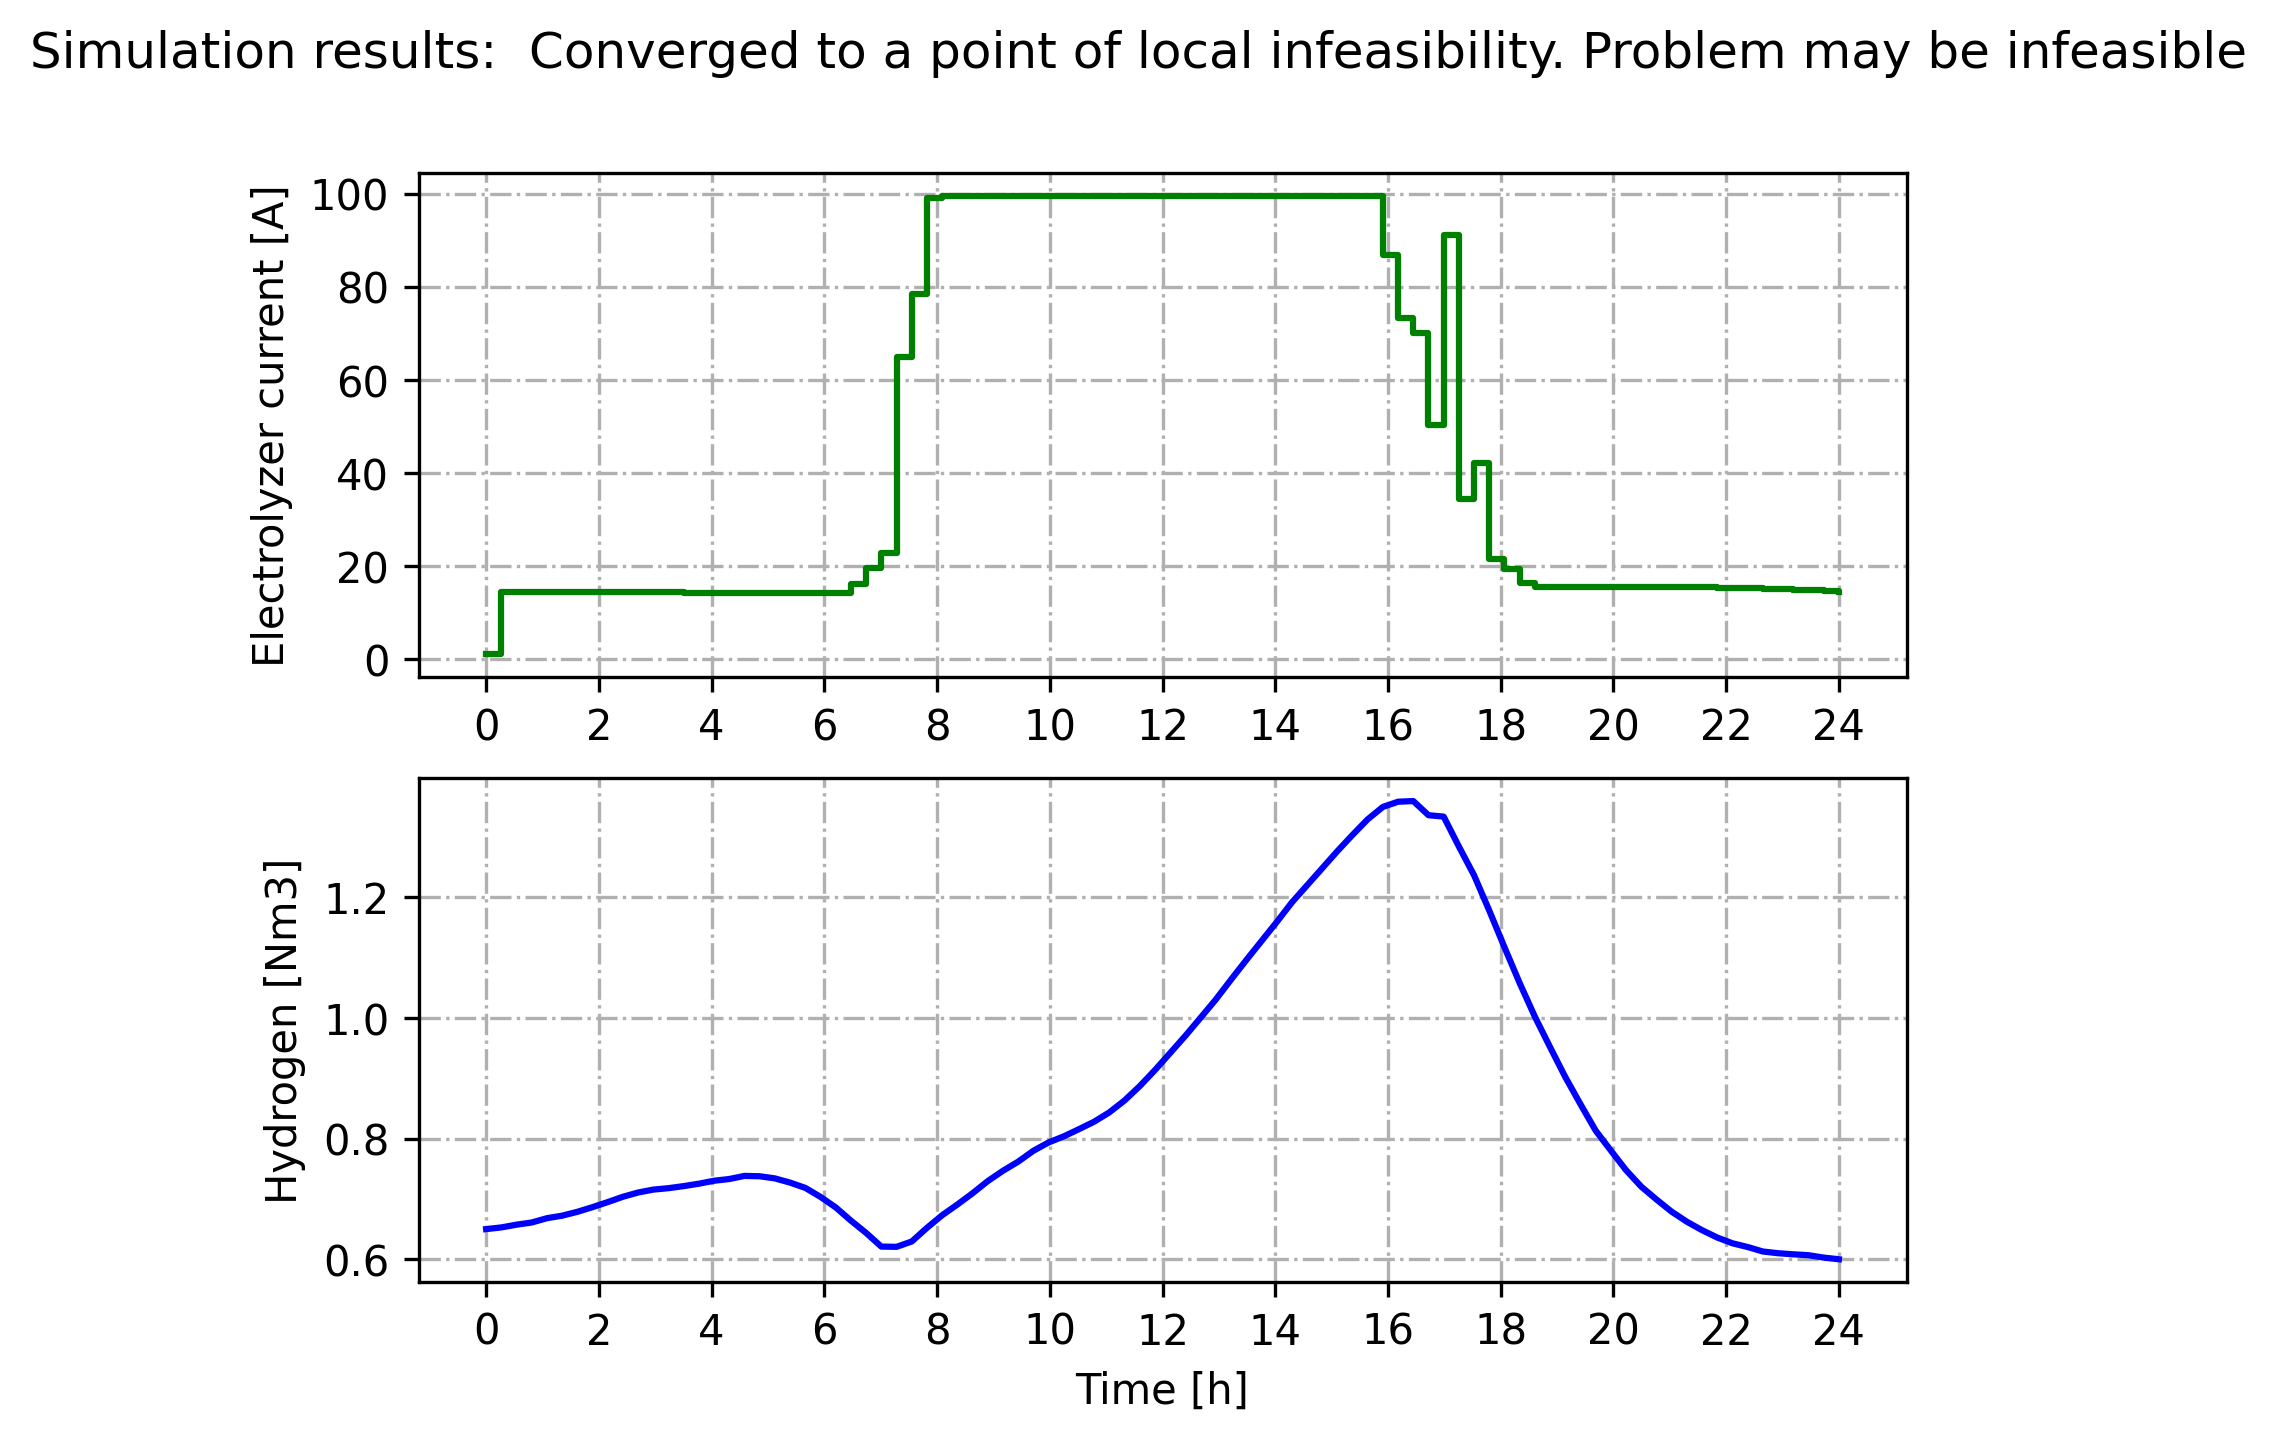 Simulation results:  Converged to a point of local infeasibility. Problem may be infeasible
Electrolyzer current [A]
100
80
60
40
20
0
0 2 4 6 8 10 12 14 16 18 20 22 24
Hydrogen [Nm3]
1.2
1.0
0.8
0.6
0 2 4 6 8 10 12 14 16 18 20 22 24
Time [h]